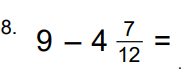 8. 9 – 4 7/12 =